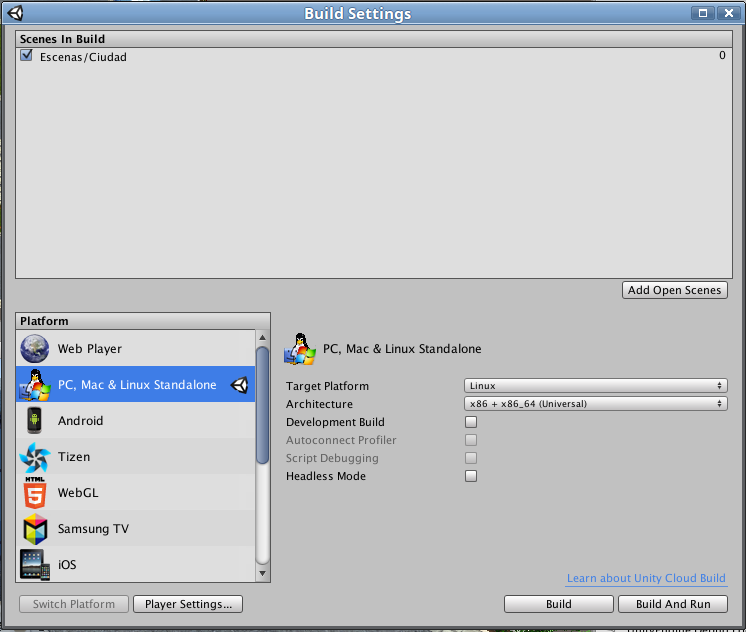 Build Settings
Scenes In Build
Escenas/Ciudad 0
Add Open Scenes
Platform
Web Player
PC, Mac & Linux Standalone
Android
Tizen
HTML
5
WebGL
Samsung TV
iOS
PC, Mac & Linux Standalone
Target Platform Linux
Architecture x86 + x86_64 (Universal)
Development Build
Autoconnect Profiler
Script Debugging
Headless Mode
Learn about Unity Cloud Build
Switch Platform Player Settings... Build Build And Run